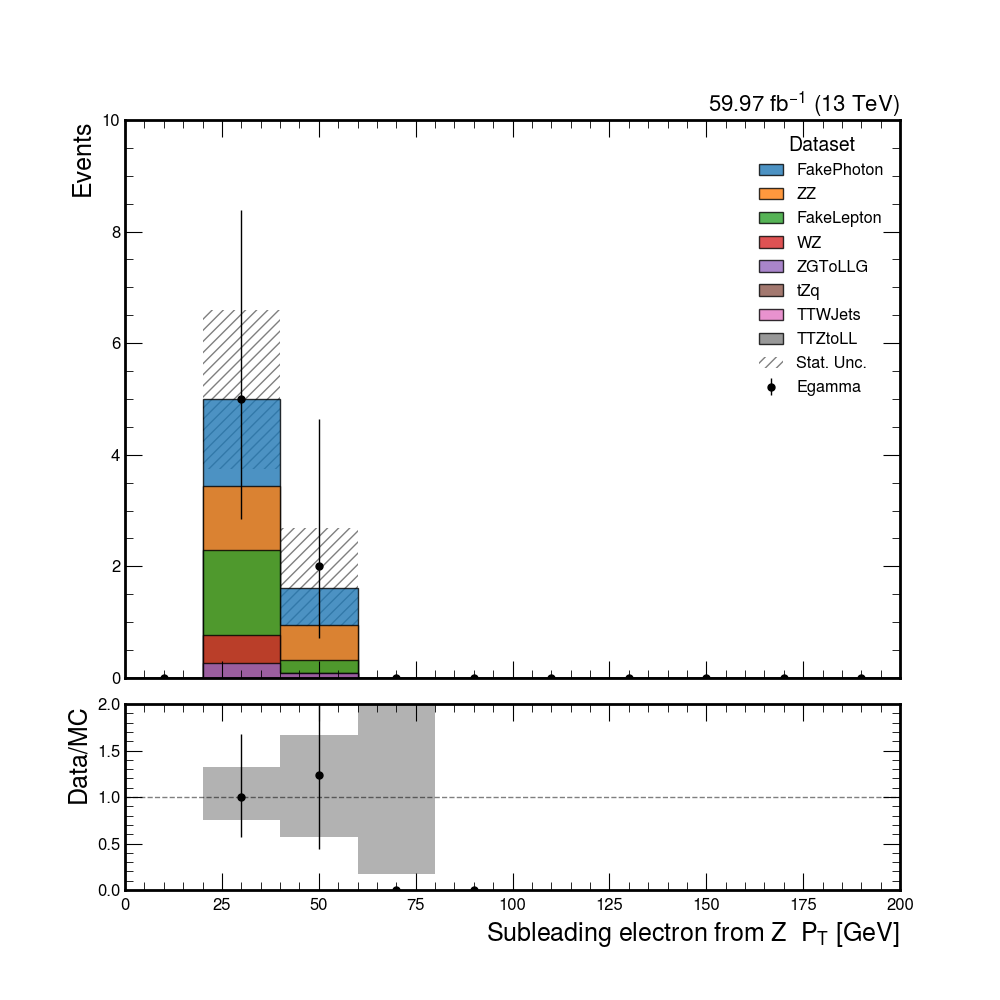 59.97 fb⁻¹ (13 TeV)
Events
10
8
6
4
2
0
Dataset
FakePhoton
ZZ
FakeLepton
WZ
ZGToLLG
tZq
TTWJets
TTZtoLL
Stat. Unc.
Egamma
Data/MC
2.0
1.5
1.0
0.5
0.0
0 25 50 75 100 125 150 175 200
Subleading electron from Z P_T [GeV]